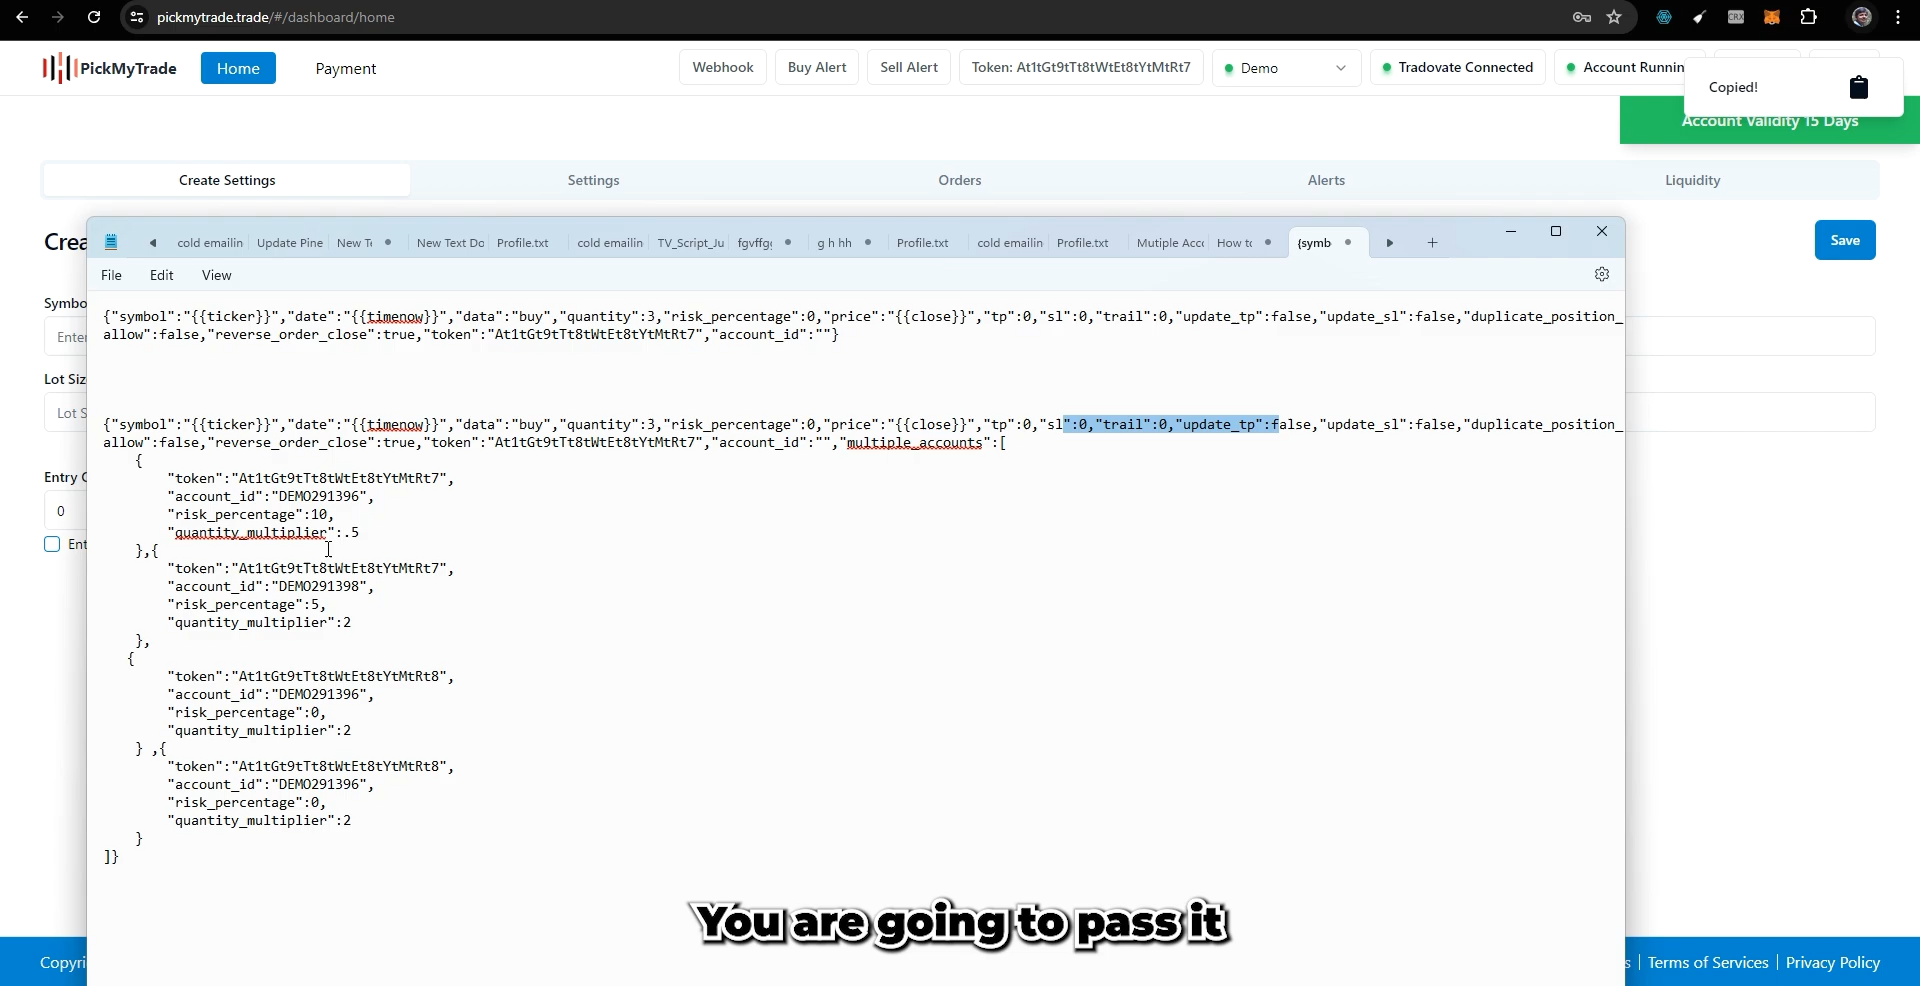 pickmytrade.trade/#/dashboard/home
CRX
PickMyTrade
Home
Payment
Webhook
Buy Alert
Sell Alert
Token: At1tGt9tTt8tWtEt8tYtMtRt7
Demo
Tradovate Connected
Account Runnin
Copied!
Account Validity 15 Days
Create Settings
Settings
Orders
Alerts
Liquidity
Crea
Save
cold emailin
Update Pine
New Te
New Text Do
Profile.txt
cold emailin
TV_Script_Ju
fgvffgg
g h hh
Profile.txt
cold emailin
Profile.txt
Mutiple Acco
How to
{symb
File
Edit
View
Symbo
Enter
Lot Siz
Lot S
Entry O
0
Ent
{"symbol":"{{ticker}}","date":"{{timenow}}","data":"buy","quantity":3,"risk_percentage":0,"price":"{{close}}","tp":0,"sl":0,"trail":0,"update_tp":false,"update_sl":false,"duplicate_position_
allow":false,"reverse_order_close":true,"token":"At1tGt9tTt8tWtEt8tYtMtRt7","account_id":""}
{"symbol":"{{ticker}}","date":"{{timenow}}","data":"buy","quantity":3,"risk_percentage":0,"price":"{{close}}","tp":0,"sl":0,"trail":0,"update_tp":false,"update_sl":false,"duplicate_position_
allow":false,"reverse_order_close":true,"token":"At1tGt9tTt8tWtEt8tYtMtRt7","account_id":"","multiple_accounts":[
{
"token":"At1tGt9tTt8tWtEt8tYtMtRt7",
"account_id":"DEMO291396",
"risk_percentage":10,
"quantity_multiplier":.5
},{
"token":"At1tGt9tTt8tWtEt8tYtMtRt7",
"account_id":"DEMO291398",
"risk_percentage":5,
"quantity_multiplier":2
},
{
"token":"At1tGt9tTt8tWtEt8tYtMtRt8",
"account_id":"DEMO291396",
"risk_percentage":0,
"quantity_multiplier":2
} ,{
"token":"At1tGt9tTt8tWtEt8tYtMtRt8",
"account_id":"DEMO291396",
"risk_percentage":0,
"quantity_multiplier":2
}
]}
You are going to pass it
Copyri
s | Terms of Services | Privacy Policy